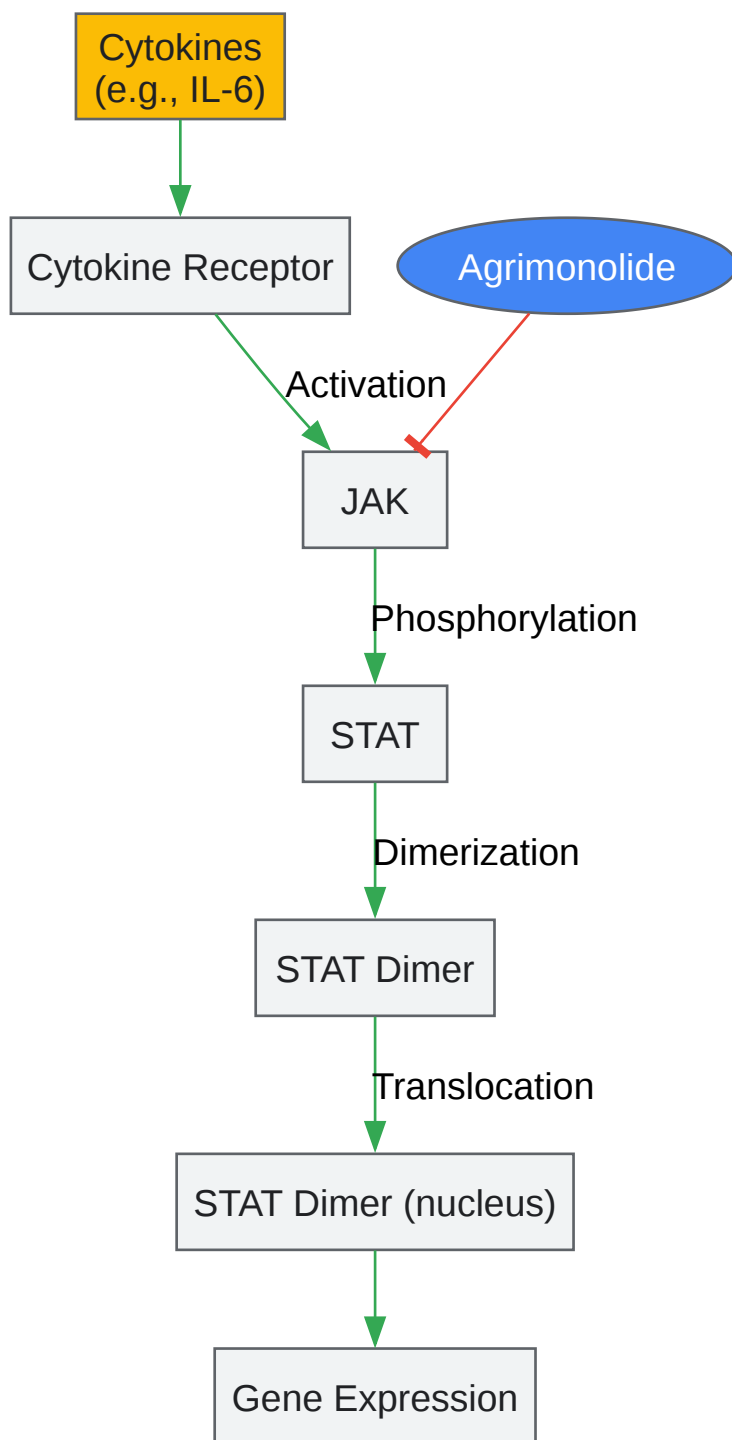 Cytokines
(e.g., IL-6)
Cytokine Receptor
Agrimonolide
Activation
JAK
Phosphorylation
STAT
Dimerization
STAT Dimer
Translocation
STAT Dimer (nucleus)
Gene Expression